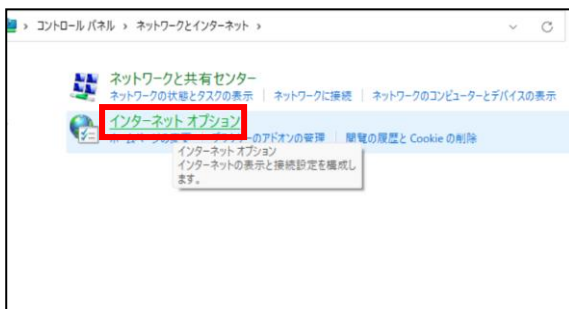 コントロール パネル › ネットワークとインターネット ›
ネットワークと共有センター
ネットワークの状態とタスクの表示 | ネットワークに接続 | ネットワークのコンピューターとデバイスの表示
インターネット オプション
のアドオンの管理 | 閲覧の履歴と Cookie の削除
インターネット オプション
インターネットの表示と接続設定を構成し
ます。